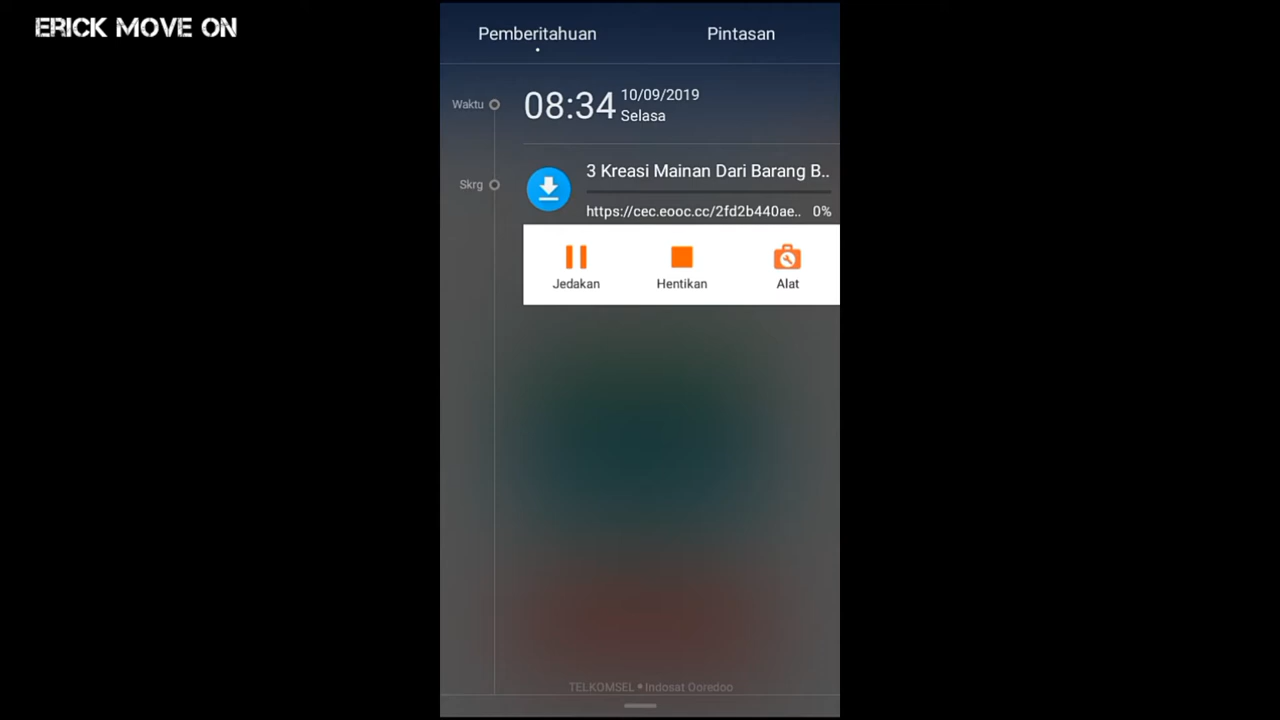 ERICK MOVE ON
Pemberitahuan
Pintasan
Waktu
08:34
10/09/2019
Selasa
Skrg
3 Kreasi Mainan Dari Barang B..
https://cec.eooc.cc/2fd2b440ae.. 0%
Jedakan
Hentikan
Alat
TELKOMSEL • Indosat Ooredoo